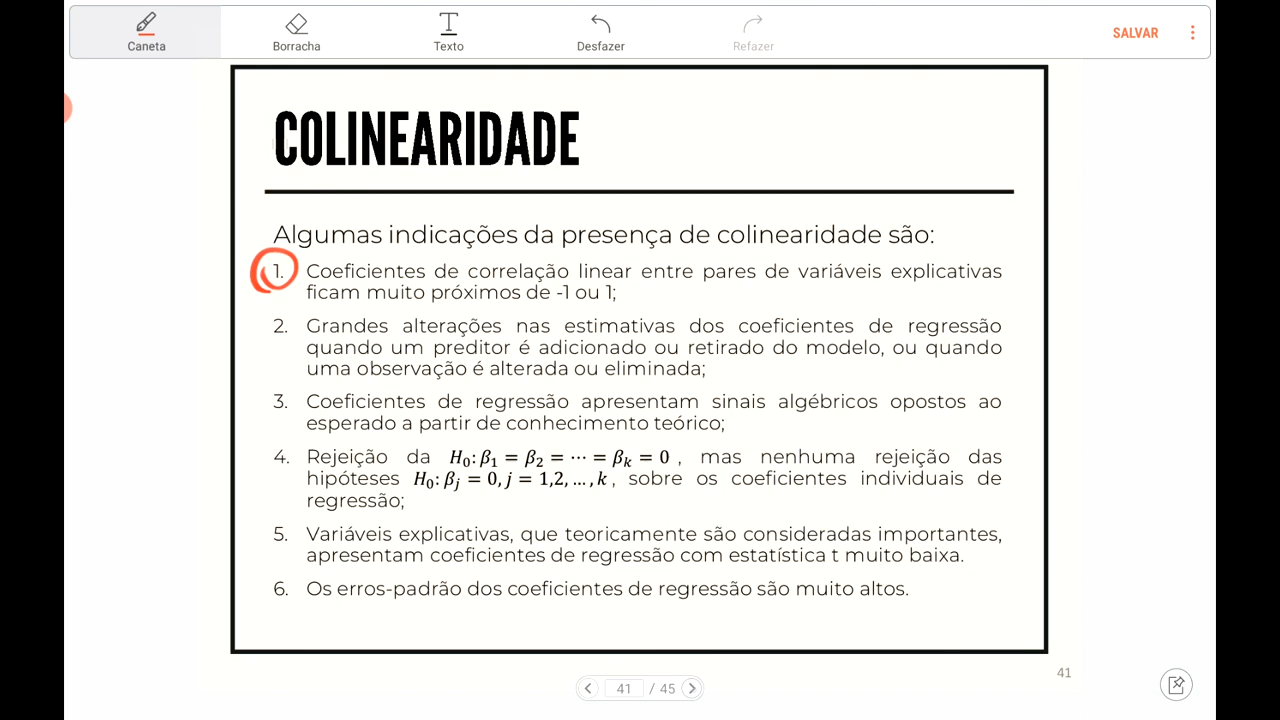 Caneta
Borracha
Texto
Desfazer
Refazer
SALVAR
COLINEARIDADE
Algumas indicações da presença de colinearidade são:
1. Coeficientes de correlação linear entre pares de variáveis explicativas
ficam muito próximos de -1 ou 1;
2. Grandes alterações nas estimativas dos coeficientes de regressão
quando um preditor é adicionado ou retirado do modelo, ou quando
uma observação é alterada ou eliminada;
3. Coeficientes de regressão apresentam sinais algébricos opostos ao
esperado a partir de conhecimento teórico;
4. Rejeição da H₀: β₁ = β₂ = ⋯ = βₖ = 0 , mas nenhuma rejeição das
hipóteses H₀: βⱼ = 0, j = 1,2, … , k , sobre os coeficientes individuais de
regressão;
5. Variáveis explicativas, que teoricamente são consideradas importantes,
apresentam coeficientes de regressão com estatística t muito baixa.
6. Os erros-padrão dos coeficientes de regressão são muito altos.
41
41 / 45